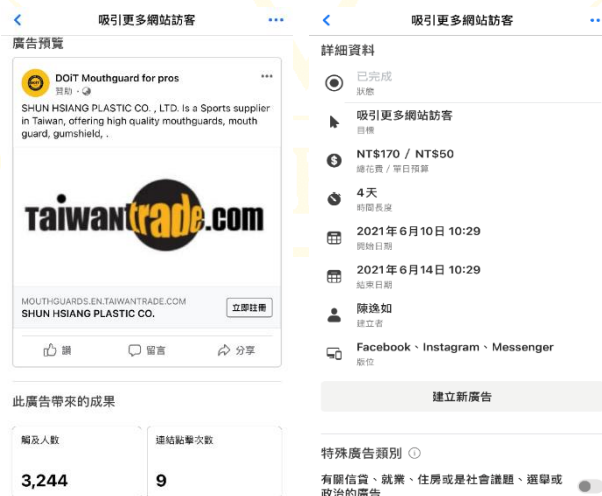 吸引更多網站訪客
廣告預覽
DOiT Mouthguard for pros
贊助・
SHUN HSIANG PLASTIC CO. , LTD. Is a Sports supplier
in Taiwan, offering high quality mouthguards, mouth
guard, gumshield, .
Taiwantrade.com
MOUTHGUARDS.EN.TAIWANTRADE.COM
SHUN HSIANG PLASTIC CO.
立即註冊
讚 留言 分享
此廣告帶來的成果
觸及人數 連結點擊次數
3,244 9
吸引更多網站訪客
詳細資料
已完成
狀態
吸引更多網站訪客
目標
NT$170 / NT$50
總花費 / 單日預算
4天
時間長度
2021年6月10日 10:29
開始日期
2021年6月14日 10:29
結束日期
陳逸如
建立者
Facebook、Instagram、Messenger
版位
建立新廣告
特殊廣告類別
有關信貸、就業、住房或是社會議題、選舉或
政治的廣告